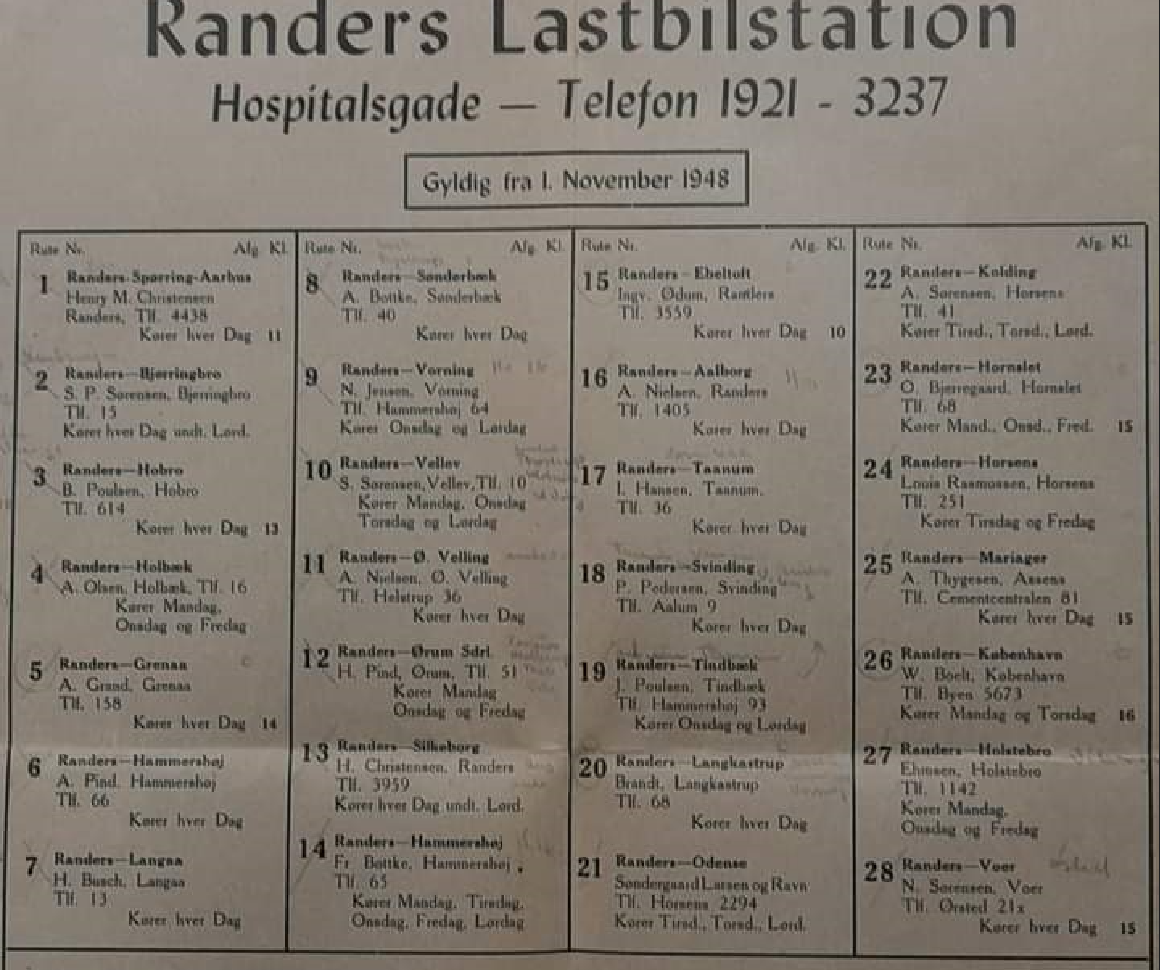 Randers Lastbilstation
Hospitalsgade — Telefon 1921 - 3237
Gyldig fra 1. November 1948
Rute Nr. Afg. Kl.
1 Randers-Spørring-Aarhus
Henry M. Christensen
Randers, Tlf. 4438
Kører hver Dag 11
2 Randers—Bjerringbro
S. P. Sørensen, Bjerringbro
Tlf. 15
Kører hver Dag undt. Lørd.
3 Randers—Hobro
B. Poulsen, Hobro
Tlf. 614
Kører hver Dag 13
4 Randers—Holbæk
A. Olsen, Holbæk, Tlf. 16
Kører Mandag,
Onsdag og Fredag
5 Randers—Grenaa
A. Grand, Grenaa
Tlf. 158
Kører hver Dag 14
6 Randers—Hammershøj
A. Pind, Hammershøj
Tlf. 66
Kører hver Dag
7 Randers—Langaa
H. Busch, Langaa
Tlf. 13
Kører hver Dag
Rute Nr. Afg. Kl.
8 Randers—Sønderbæk
A. Bottke, Sønderbæk
Tlf. 40
Kører hver Dag
9 Randers—Vorning
N. Jensen, Vorning
Tlf. Hammershøj 64
Kører Onsdag og Lørdag
10 Randers—Vellev
S. Sørensen, Vellev, Tlf. 10
Kører Mandag, Onsdag
Torsdag og Lørdag
11 Randers—Ø. Velling
A. Nielsen, Ø. Velling
Tlf. Helstrup 36
Kører hver Dag
12 Randers—Ørum Sdrl.
H. Pind, Ørum, Tlf. 51
Kører Mandag
Onsdag og Fredag
13 Randers—Silkeborg
H. Christensen, Randers
Tlf. 3959
Kører hver Dag undt. Lørd.
14 Randers—Hammershøj
Fr. Bottke, Hammershøj
Tlf. 65
Kører Mandag, Tirsdag,
Onsdag, Fredag, Lørdag
Rute Nr. Afg. Kl.
15 Randers—Ebeltoft
Ingv. Ødum, Randers
Tlf. 3559
Kører hver Dag 10
16 Randers—Aalborg
A. Nielsen, Randers
Tlf. 1405
Kører hver Dag
17 Randers—Taanum
I. Hansen, Taanum,
Tlf. 36
Kører hver Dag
18 Randers—Svinding
P. Pedersen, Svinding
Tlf. Aalum 9
Kører hver Dag
19 Randers—Tindbæk
J. Poulsen, Tindbæk
Tlf. Hammershøj 93
Kører Onsdag og Lørdag
20 Randers—Langkastrup
Brandt, Langkastrup
Tlf. 68
Kører hver Dag
21 Randers—Odense
Søndergaard Larsen og Ravn
Tlf. Horsens 2294
Kører Tirsd., Torsd., Lørd.
Rute Nr. Afg. Kl.
22 Randers—Kolding
A. Sørensen, Horsens
Tlf. 41
Kører Tirsd., Torsd., Lørd.
23 Randers—Hornslet
O. Bjerregaard, Hornslet
Tlf. 68
Kører Mand., Onsd., Fred. 15
24 Randers—Horsens
Louis Rasmussen, Horsens
Tlf. 251
Kører Tirsdag og Fredag
25 Randers—Mariager
A. Thygesen, Assens
Tlf. Cementcentralen 81
Kører hver Dag 15
26 Randers—København
W. Boelt, København
Tlf. Byen 5673
Kører Mandag og Torsdag 16
27 Randers—Holstebro
Ehmsen, Holstebro
Tlf. 1142
Kører Mandag,
Onsdag og Fredag
28 Randers—Voer
N. Sørensen, Voer
Tlf. Ørsted 21x
Kører hver Dag 15